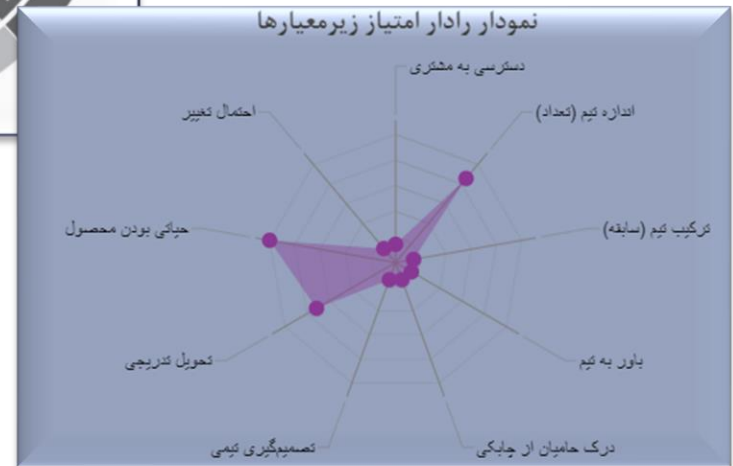 نمودار رادار امتیاز زیرمعیارها
دسترسی به مشتری
اندازه تیم (تعداد)
ترکیب تیم (سابقه)
باور به تیم
درک حامیان از چابکی
تصمیم‌گیری تیمی
تحویل تدریجی
حیاتی بودن محصول
احتمال تغییر